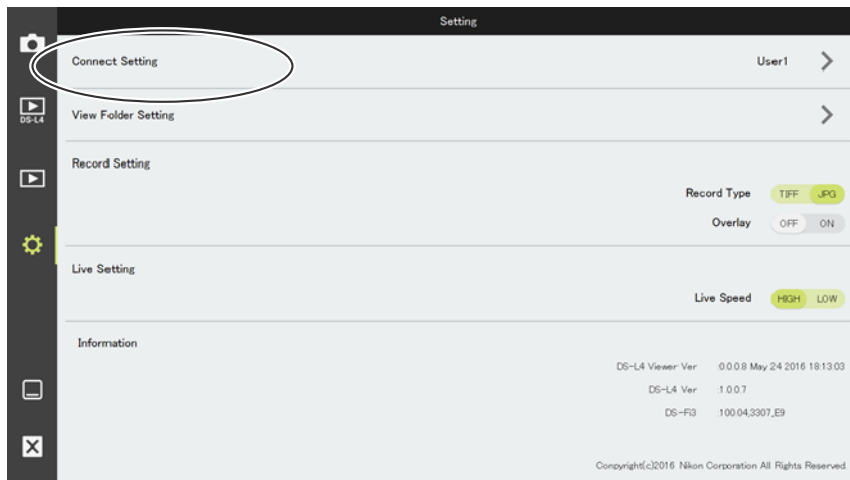 Setting
Connect Setting User1
DS-L4
View Folder Setting
Record Setting
Record Type TIFF JPG
Overlay OFF ON
Live Setting
Live Speed HIGH LOW
Information
DS-L4 Viewer Ver :0.0.0.8 May 24 2016 18:13:03
DS-L4 Ver :1.0.0.7
DS-Fi3 :100.04,3307_E9
Conpyright(c)2016 Nikon Corporation All Rights Reserved.